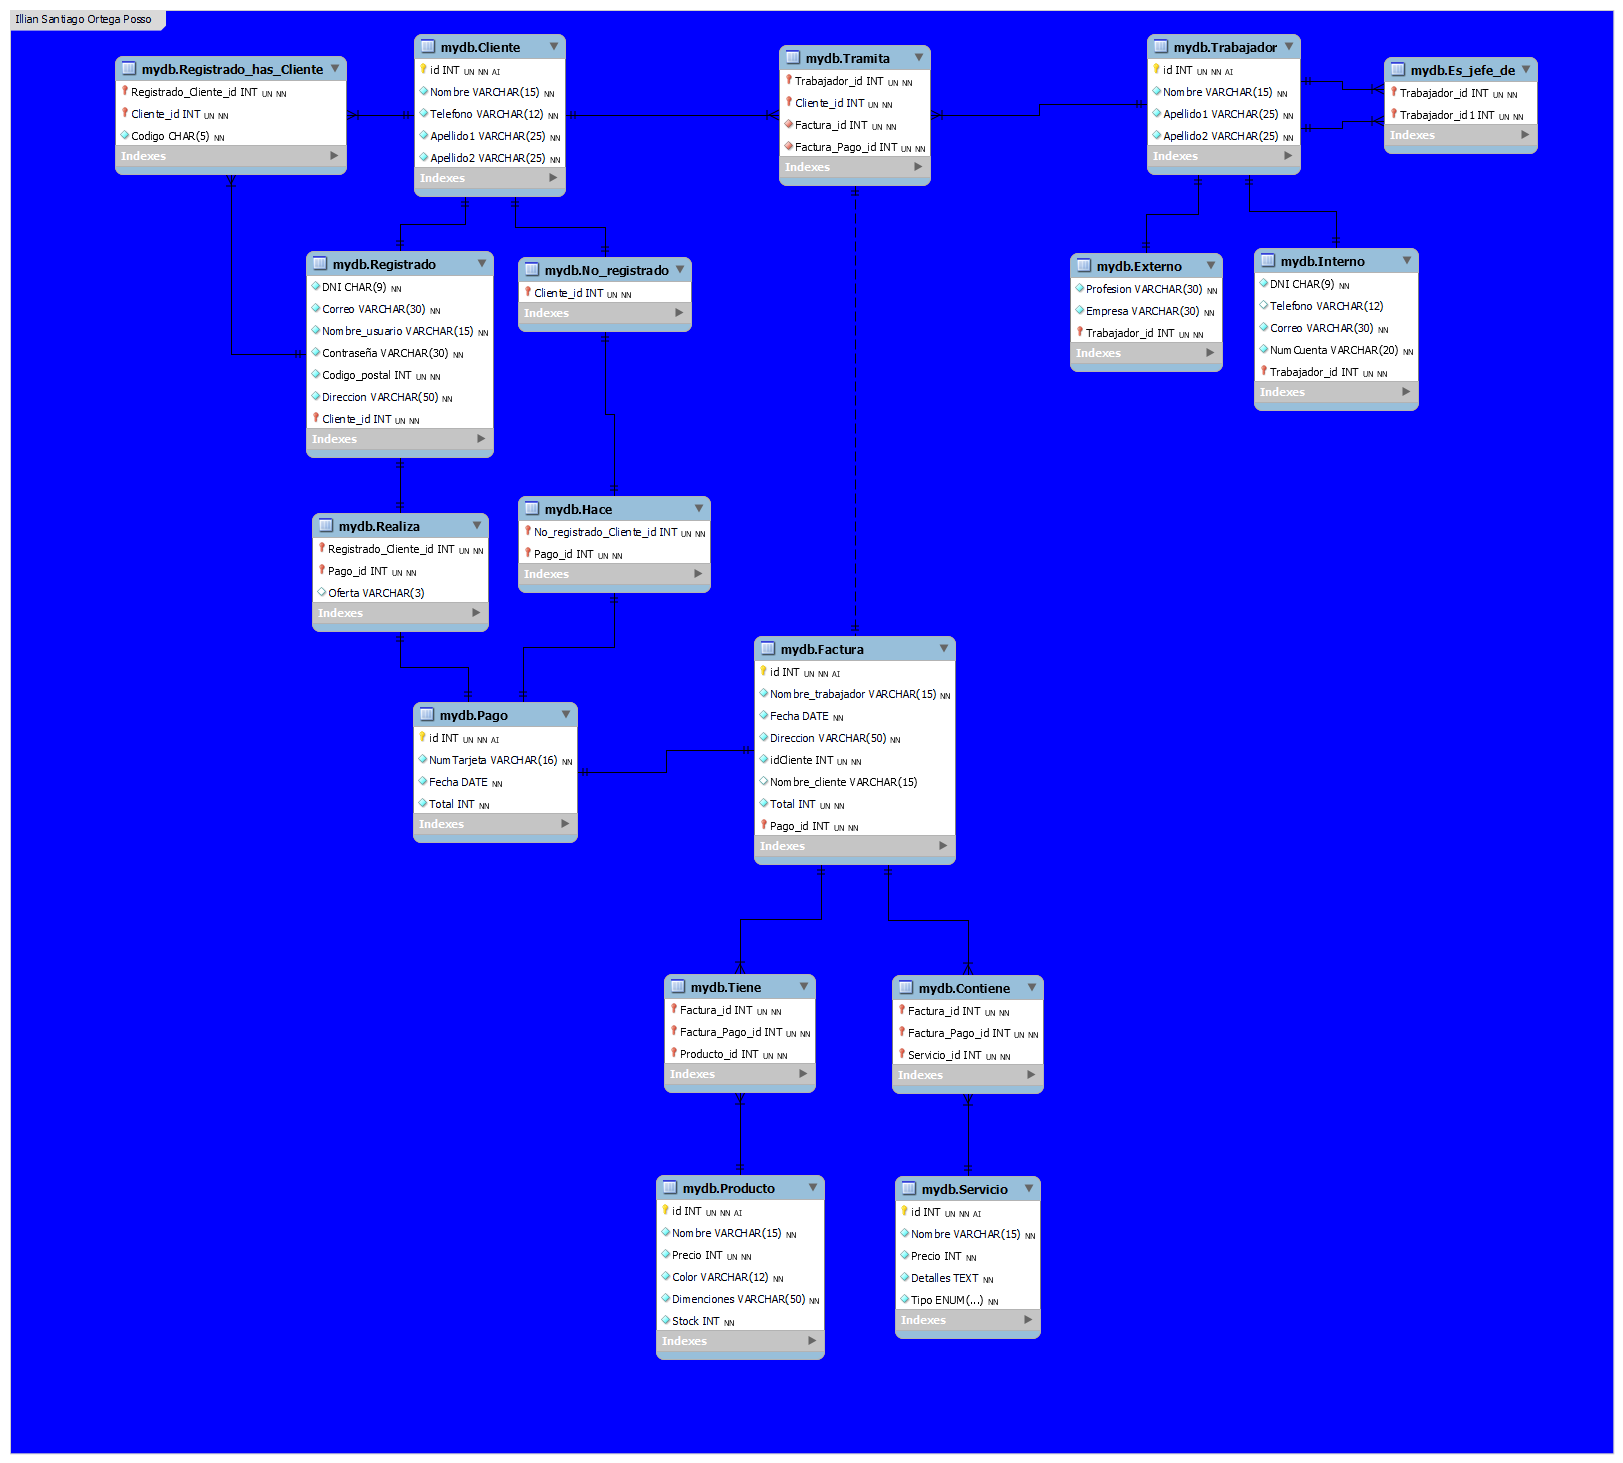 Illian Santiago Ortega Posso
mydb.Registrado_has_Cliente
Registrado_Cliente_id INT UN NN
Cliente_id INT UN NN
Codigo CHAR(5) NN
Indexes
mydb.Cliente
id INT UN NN AI
Nombre VARCHAR(15) NN
Telefono VARCHAR(12) NN
Apellido1 VARCHAR(25) NN
Apellido2 VARCHAR(25) NN
Indexes
mydb.Tramita
Trabajador_id INT UN NN
Cliente_id INT UN NN
Factura_id INT UN NN
Factura_Pago_id INT UN NN
Indexes
mydb.Trabajador
id INT UN NN AI
Nombre VARCHAR(15) NN
Apellido1 VARCHAR(25) NN
Apellido2 VARCHAR(25) NN
Indexes
mydb.Es_jefe_de
Trabajador_id INT UN NN
Trabajador_id1 INT UN NN
Indexes
mydb.Registrado
DNI CHAR(9) NN
Correo VARCHAR(30) NN
Nombre_usuario VARCHAR(15) NN
Contraseña VARCHAR(30) NN
Codigo_postal INT UN NN
Direccion VARCHAR(50) NN
Cliente_id INT UN NN
Indexes
mydb.No_registrado
Cliente_id INT UN NN
Indexes
mydb.Externo
Profesion VARCHAR(30) NN
Empresa VARCHAR(30) NN
Trabajador_id INT UN NN
Indexes
mydb.Interno
DNI CHAR(9) NN
Telefono VARCHAR(12)
Correo VARCHAR(30) NN
NumCuenta VARCHAR(20) NN
Trabajador_id INT UN NN
Indexes
mydb.Realiza
Registrado_Cliente_id INT UN NN
Pago_id INT UN NN
Oferta VARCHAR(3)
Indexes
mydb.Hace
No_registrado_Cliente_id INT UN NN
Pago_id INT UN NN
Indexes
mydb.Pago
id INT UN NN AI
NumTarjeta VARCHAR(16) NN
Fecha DATE NN
Total INT NN
Indexes
mydb.Factura
id INT UN NN AI
Nombre_trabajador VARCHAR(15) NN
Fecha DATE NN
Direccion VARCHAR(50) NN
idCliente INT UN NN
Nombre_cliente VARCHAR(15)
Total INT UN NN
Pago_id INT UN NN
Indexes
mydb.Tiene
Factura_id INT UN NN
Factura_Pago_id INT UN NN
Producto_id INT UN NN
Indexes
mydb.Contiene
Factura_id INT UN NN
Factura_Pago_id INT UN NN
Servicio_id INT UN NN
Indexes
mydb.Producto
id INT UN NN AI
Nombre VARCHAR(15) NN
Precio INT UN NN
Color VARCHAR(12) NN
Dimenciones VARCHAR(50) NN
Stock INT NN
Indexes
mydb.Servicio
id INT UN NN AI
Nombre VARCHAR(15) NN
Precio INT NN
Detalles TEXT NN
Tipo ENUM(...) NN
Indexes